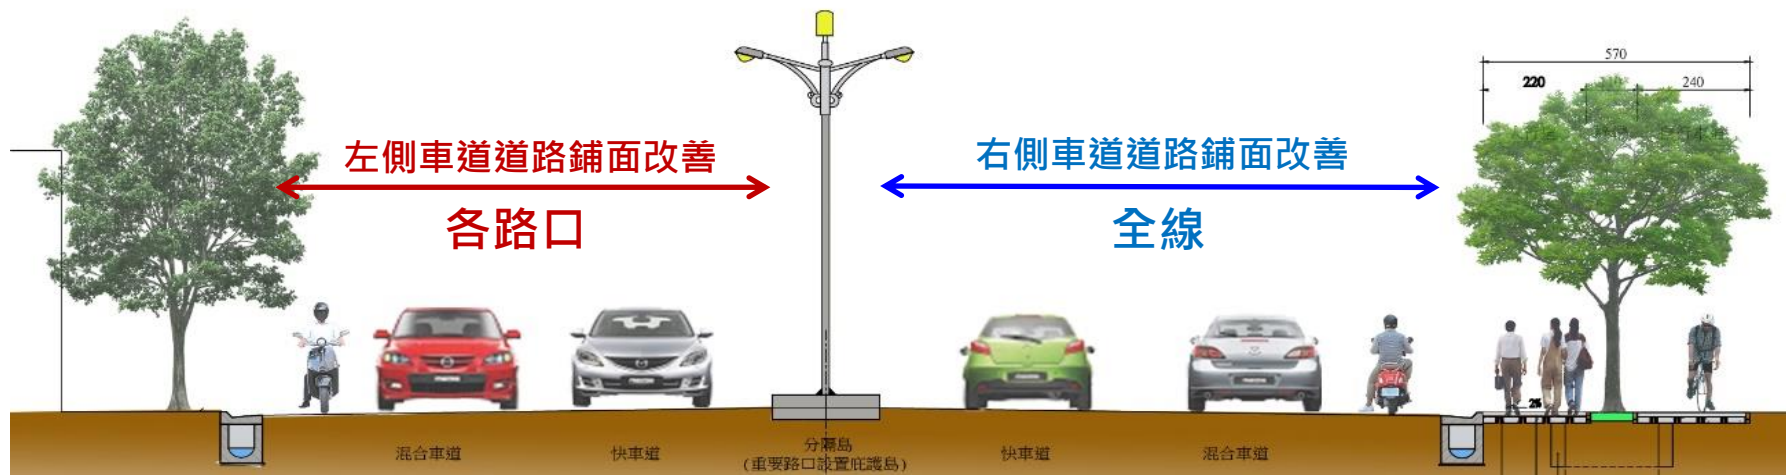 570
220
240
左側車道道路鋪面改善
各路口
右側車道道路鋪面改善
全線
2%
混合車道
快車道
分隔島
(重要路口設置庇護島)
快車道
混合車道